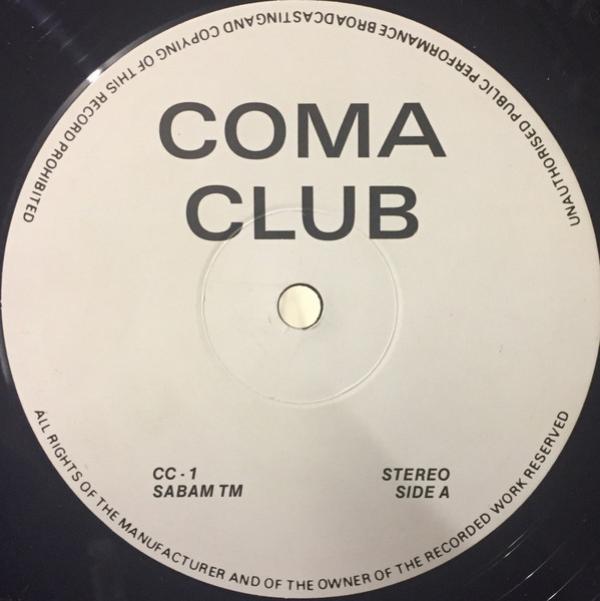 COMA
CLUB
CC - 1
SABAM TM
STEREO
SIDE A
ALL RIGHTS OF THE MANUFACTURER AND OF THE OWNER OF THE RECORDED WORK RESERVED
UNAUTHORISED PUBLIC PERFORMANCE BROADCASTINGAND COPYING OF THIS RECORD PROHIBITED